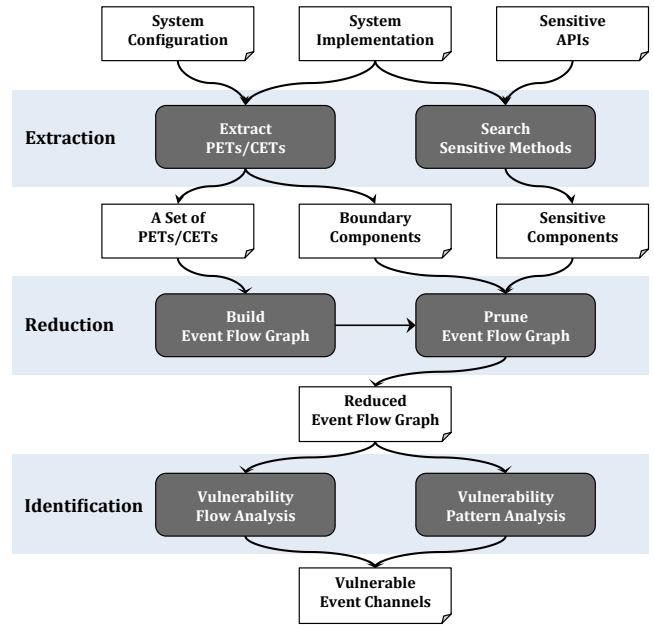 System
Configuration
System
Implementation
Sensitive
APIs
Extraction
Extract
PETs/CETs
Search
Sensitive Methods
A Set of
PETs/CETs
Boundary
Components
Sensitive
Components
Reduction
Build
Event Flow Graph
Prune
Event Flow Graph
Reduced
Event Flow Graph
Identification
Vulnerability
Flow Analysis
Vulnerability
Pattern Analysis
Vulnerable
Event Channels